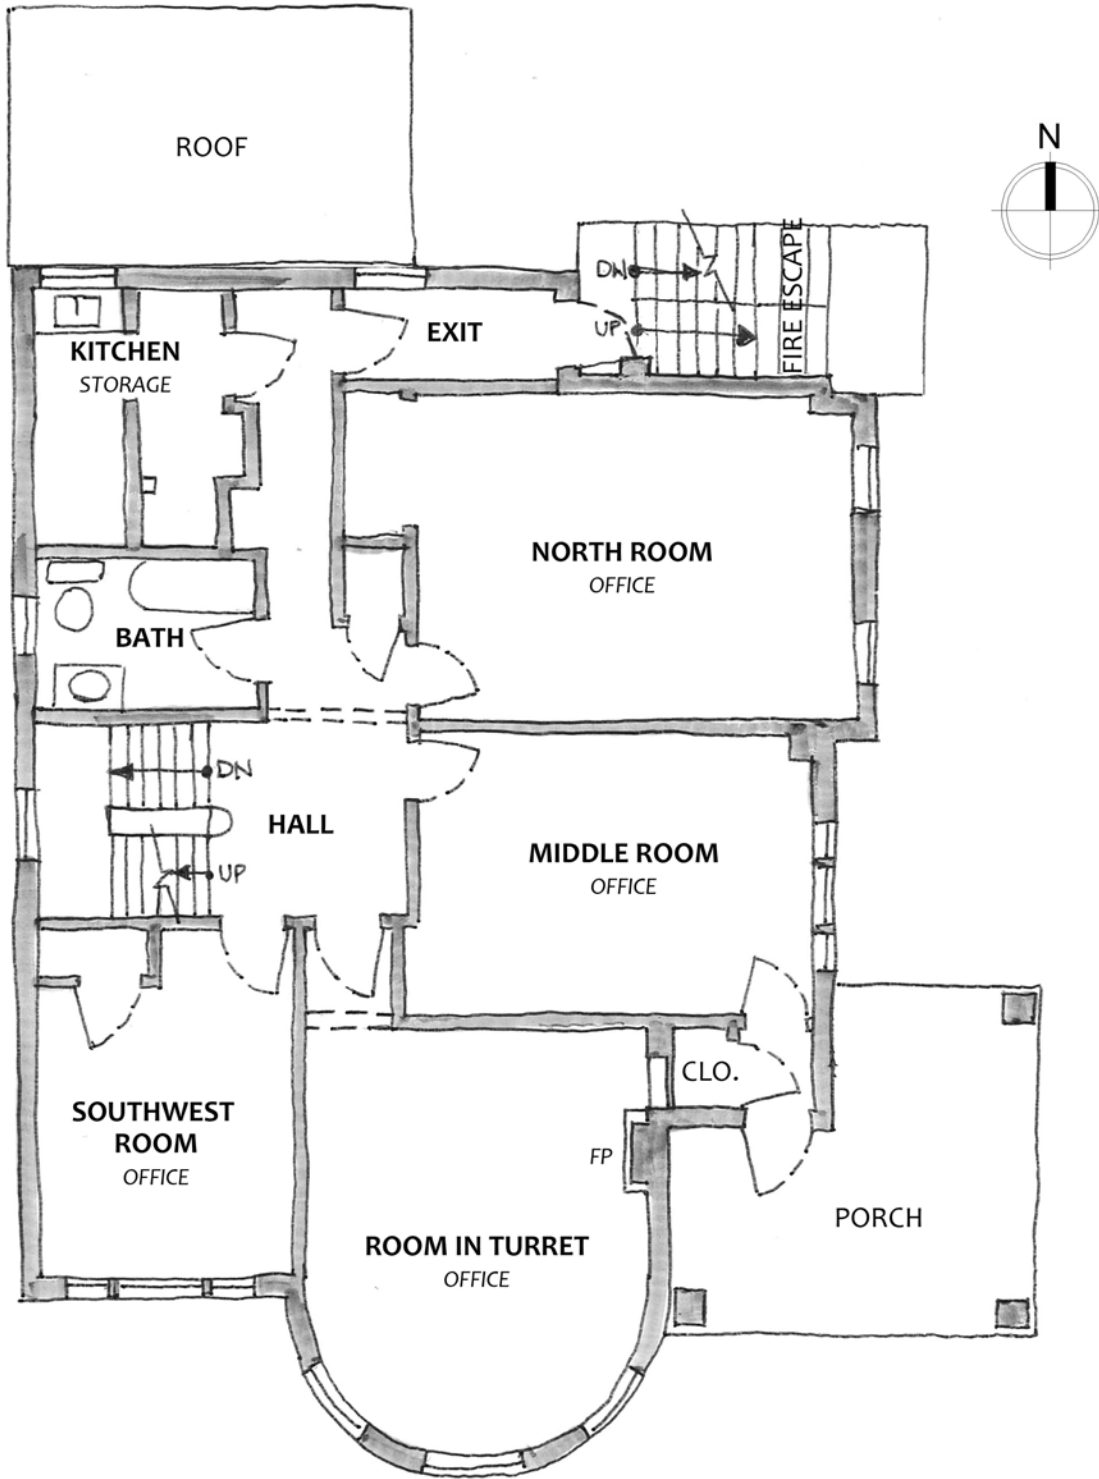 ROOF
N
DN
UP
FIRE ESCAPE
EXIT
KITCHEN
STORAGE
NORTH ROOM
OFFICE
BATH
DN
HALL
UP
MIDDLE ROOM
OFFICE
CLO.
SOUTHWEST
ROOM
OFFICE
FP
PORCH
ROOM IN TURRET
OFFICE